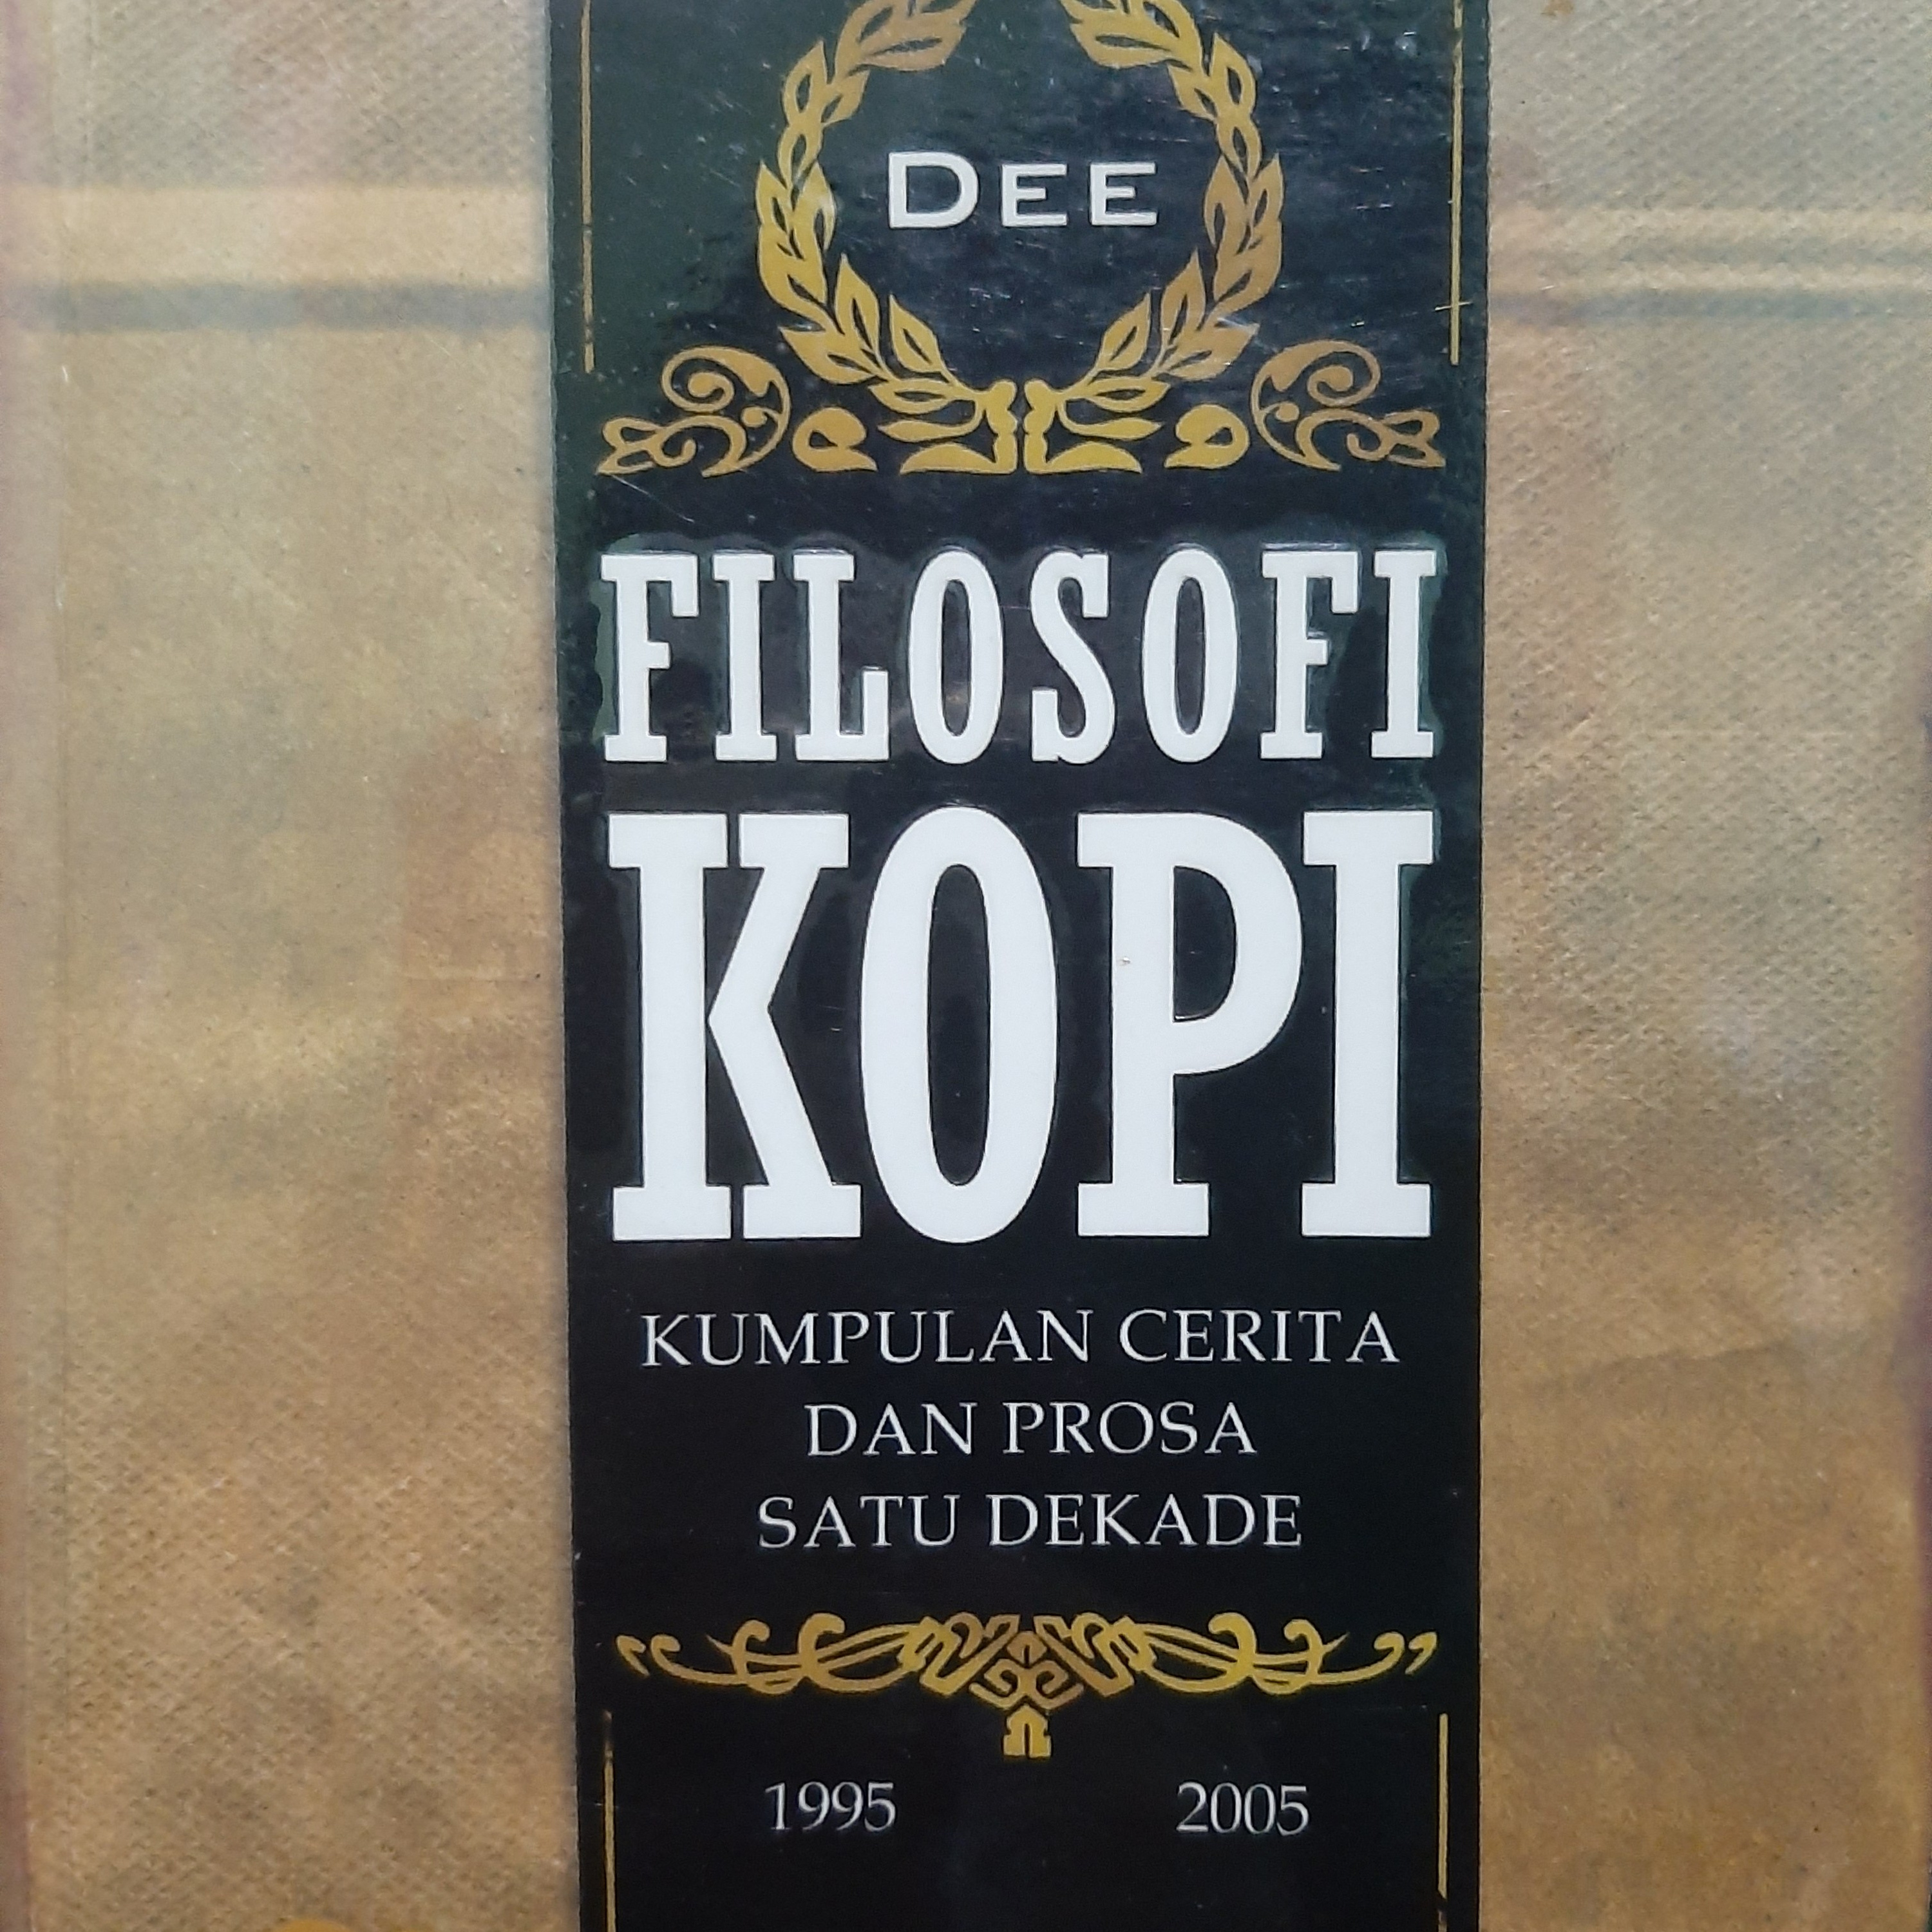 DEE
FILOSOFI
KOPI
KUMPULAN CERITA
DAN PROSA
SATU DEKADE
1995 2005